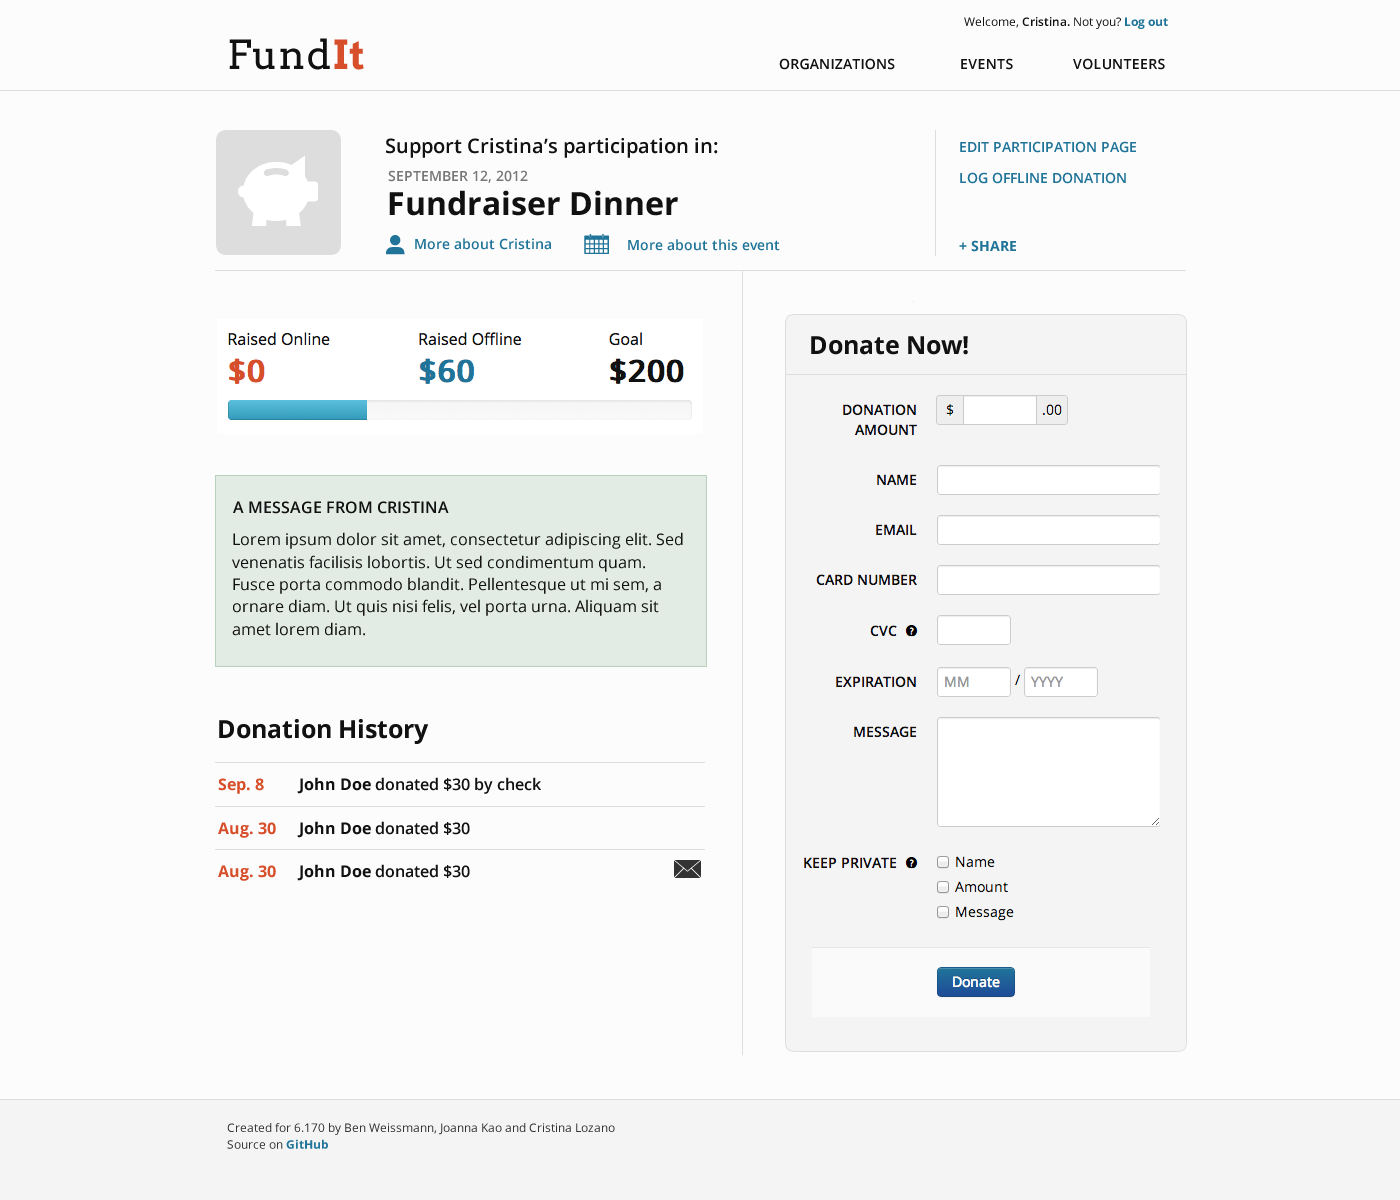 Welcome, Cristina. Not you? Log out
FundIt
ORGANIZATIONS EVENTS VOLUNTEERS
Support Cristina’s participation in:
SEPTEMBER 12, 2012
Fundraiser Dinner
More about Cristina
More about this event
EDIT PARTICIPATION PAGE
LOG OFFLINE DONATION
+ SHARE
Raised Online
$0
Raised Offline
$60
Goal
$200
A MESSAGE FROM CRISTINA
Lorem ipsum dolor sit amet, consectetur adipiscing elit. Sed
venenatis facilisis lobortis. Ut sed condimentum quam.
Fusce porta commodo blandit. Pellentesque ut mi sem, a
ornare diam. Ut quis nisi felis, vel porta urna. Aliquam sit
amet lorem diam.
Donation History
Sep. 8 John Doe donated $30 by check
Aug. 30 John Doe donated $30
Aug. 30 John Doe donated $30
Donate Now!
DONATION
AMOUNT
$ .00
NAME
EMAIL
CARD NUMBER
CVC ?
EXPIRATION MM / YYYY
MESSAGE
KEEP PRIVATE ? Name
Amount
Message
Donate
Created for 6.170 by Ben Weissmann, Joanna Kao and Cristina Lozano
Source on GitHub